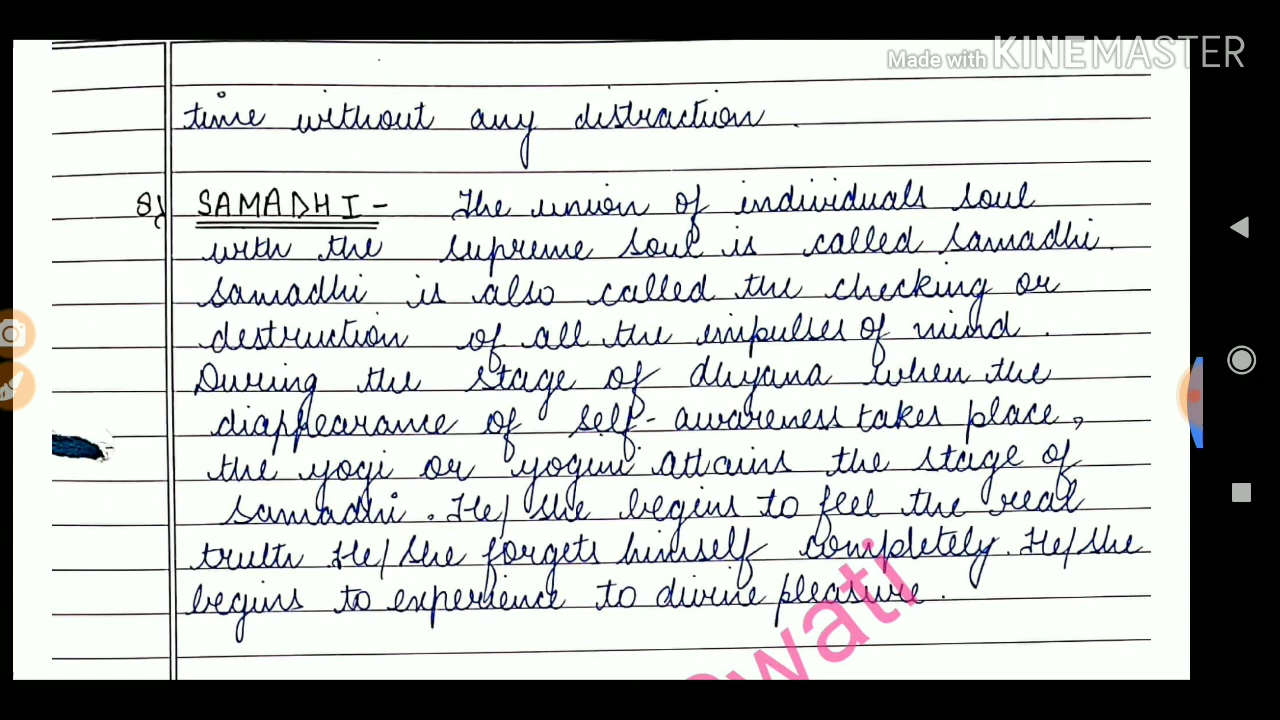 Made with KINEMASTER
time without any distraction.
8) SAMADHI - The union of individuals soul
with the supreme soul is called samadhi.
samadhi is also called the checking or
destruction of all the impulses of mind.
During the stage of dhyana when the
diappearance of self-awareness takes place,
the yogi or yogini attains the stage of
samadhi. He/she begins to feel the real
truth. He/she forgets himself completely. He/she
begins to experience to divine pleasure.
wati